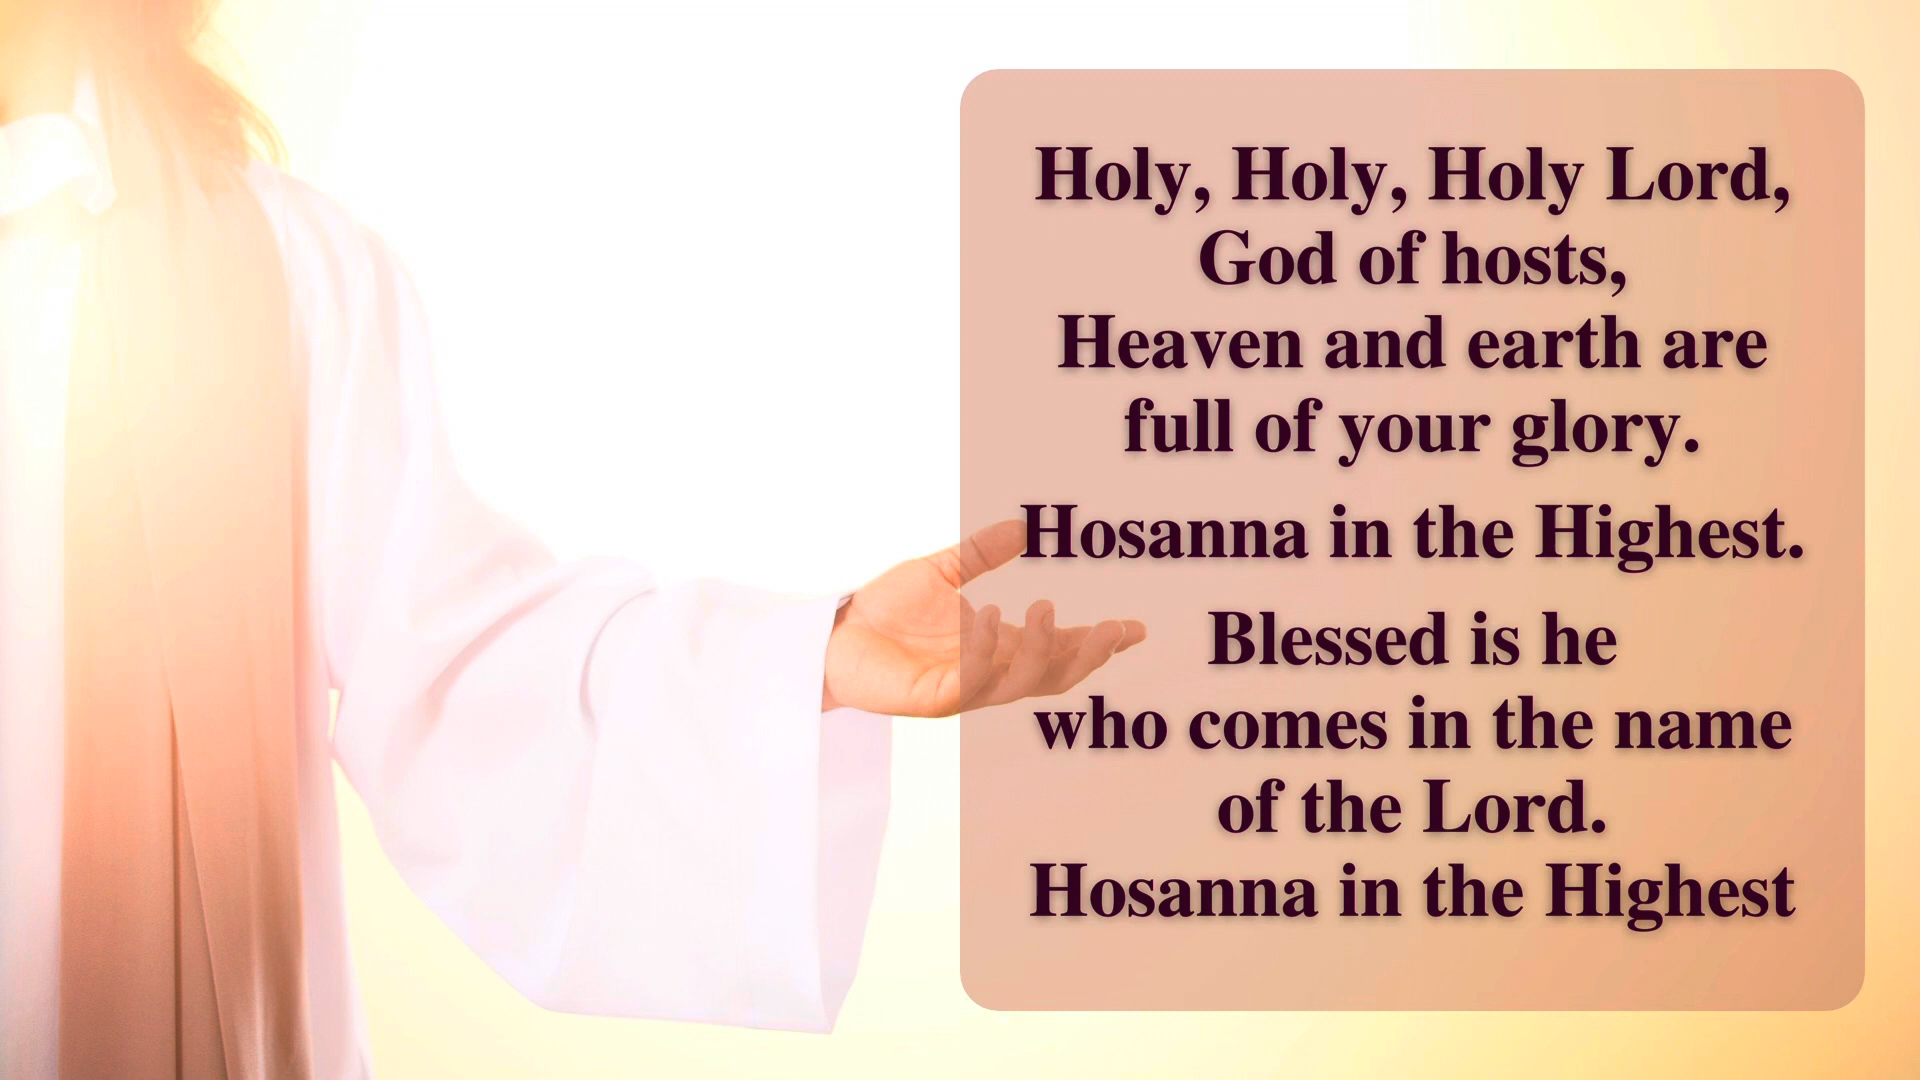 Holy, Holy, Holy Lord,
God of hosts,
Heaven and earth are
full of your glory.
Hosanna in the Highest.
Blessed is he
who comes in the name
of the Lord.
Hosanna in the Highest